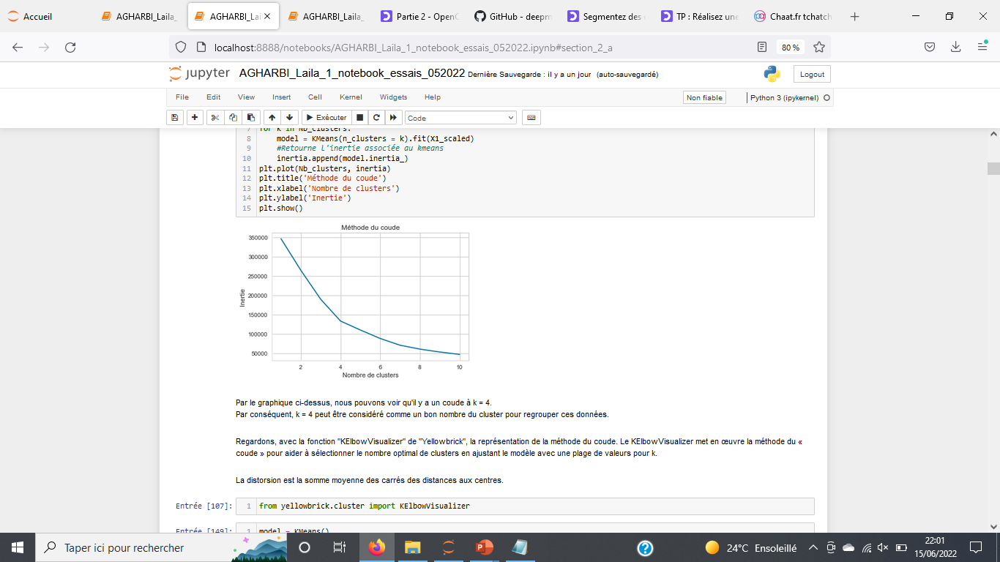 Accueil
AGHARBI_Laila_
AGHARBI_Lai
AGHARBI_Laila_
Partie 2 - OpenC
GitHub - deepm
Segmentez des
TP : Réalisez une
Chaat.fr tchatch
localhost:8888/notebooks/AGHARBI_Laila_1_notebook_essais_052022.ipynb#section_2_a
80 %
jupyter AGHARBI_Laila_1_notebook_essais_052022 Dernière Sauvegarde : il y a un jour (auto-sauvegardé)
Logout
File Edit View Insert Cell Kernel Widgets Help
Non fiable
Python 3 (ipykernel)
Exécuter
Code
7 for k in Nb_clusters:
8 model = KMeans(n_clusters = k).fit(X1_scaled)
9 #Retourne l'inertie associée au kmeans
10 inertia.append(model.inertia_)
11 plt.plot(Nb_clusters, inertia)
12 plt.title('Méthode du coude')
13 plt.xlabel('Nombre de clusters')
14 plt.ylabel('Inertie')
15 plt.show()
Méthode du coude
350000
300000
250000
200000
150000
100000
50000
Inertie
2 4 6 8 10
Nombre de clusters
Par le graphique ci-dessus, nous pouvons voir qu'il y a un coude à k = 4.
Par conséquent, k = 4 peut être considéré comme un bon nombre du cluster pour regrouper ces données.
Regardons, avec la fonction "KElbowVisualizer" de "Yellowbrick", la représentation de la méthode du coude. Le KElbowVisualizer met en œuvre la méthode du «
coude » pour aider à sélectionner le nombre optimal de clusters en ajustant le modèle avec une plage de valeurs pour k.
La distorsion est la somme moyenne des carrés des distances aux centres.
Entrée [107]: 1 from yellowbrick.cluster import KElbowVisualizer
Entrée [149]: 1 model = KMeans()
Taper ici pour rechercher
24°C Ensoleillé
22:01
15/06/2022